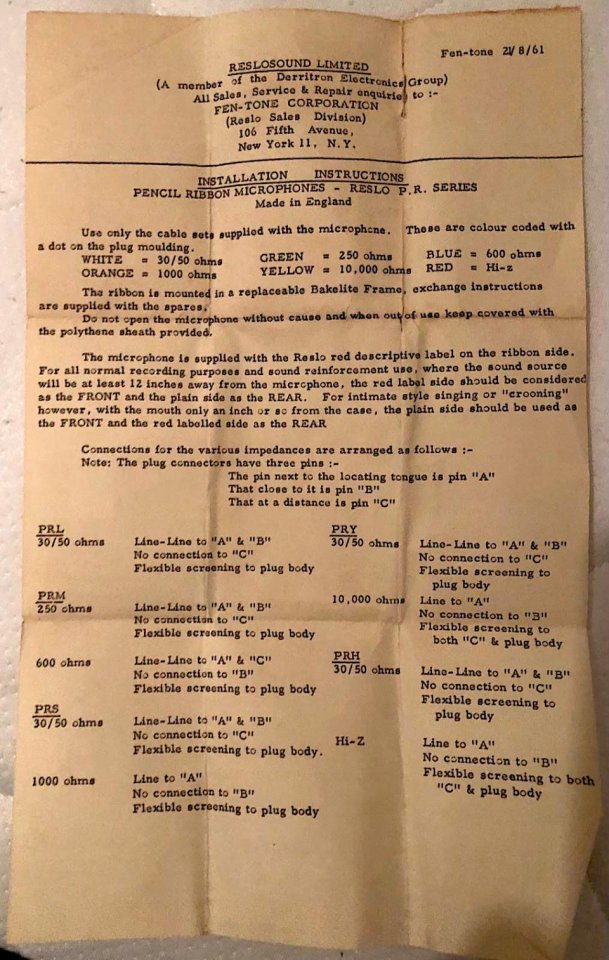 Fen-tone 21/8/61
RESLOSOUND LIMITED
(A member of the Derritron Electronics Group)
All Sales, Service & Repair enquiries to :-
FEN-TONE CORPORATION
(Reslo Sales Division)
106 Fifth Avenue,
New York 11, N.Y.
INSTALLATION INSTRUCTIONS
PENCIL RIBBON MICROPHONES - RESLO P.R. SERIES
Made in England
Use only the cable sets supplied with the microphone. These are colour coded with
a dot on the plug moulding.
WHITE = 30/50 ohms GREEN = 250 ohms BLUE = 600 ohms
ORANGE = 1000 ohms YELLOW = 10,000 ohms RED = Hi-z
The ribbon is mounted in a replaceable Bakelite Frame, exchange instructions
are supplied with the spares.
Do not open the microphone without cause and when out of use keep covered with
the polythene sheath provided.
The microphone is supplied with the Reslo red descriptive label on the ribbon side.
For all normal recording purposes and sound reinforcement use, where the sound source
will be at least 12 inches away from the microphone, the red label side should be considered
as the FRONT and the plain side as the REAR. For intimate style singing or "crooning"
however, with the mouth only an inch or so from the case, the plain side should be used as
the FRONT and the red labelled side as the REAR
Connections for the various impedances are arranged as follows :-
Note: The plug connectors have three pins :-
The pin next to the locating tongue is pin "A"
That close to it is pin "B"
That at a distance is pin "C"
PRL
30/50 ohms Line-Line to "A" & "B"
No connection to "C"
Flexible screening to plug body
PRM
250 ohms Line-Line to "A" & "B"
No connection to "C"
Flexible screening to plug body
600 ohms Line-Line to "A" & "C"
No connection to "B"
Flexible screening to plug body
PRS
30/50 ohms Line-Line to "A" & "B"
No connection to "C"
Flexible screening to plug body.
1000 ohms Line to "A"
No connection to "B"
Flexible screening to plug body
PRY
30/50 ohms Line-Line to "A" & "B"
No connection to "C"
Flexible screening to
plug body
10,000 ohms Line to "A"
No connection to "B"
Flexible screening to
both "C" & plug body
PRH
30/50 ohms Line-Line to "A" & "B"
No connection to "C"
Flexible screening to
plug body
Hi-Z Line to "A"
No connection to "B"
Flexible screening to both
"C" & plug body